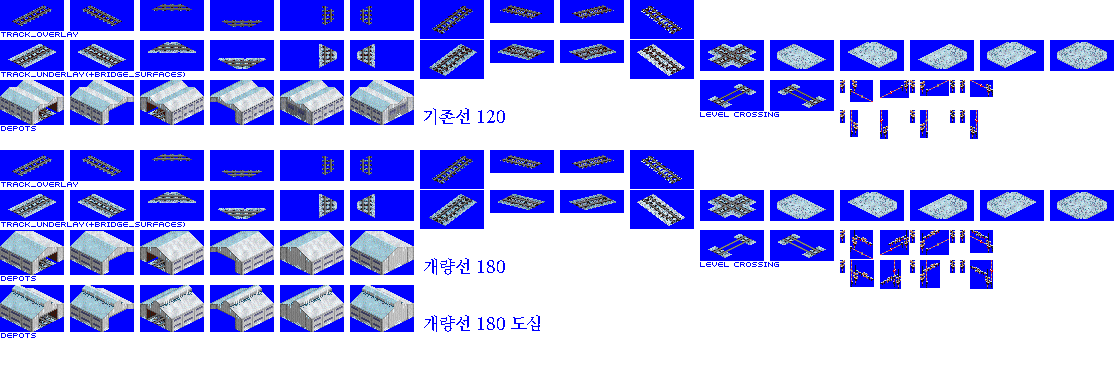 TRACK_OVERLAY
TRACK_UNDERLAY(+BRIDGE_SURFACES)
기존선 120
LEVEL CROSSING
DEPOTS
TRACK_OVERLAY
TRACK_UNDERLAY(+BRIDGE_SURFACES)
개량선 180
LEVEL CROSSING
DEPOTS
개량선 180 도심
DEPOTS